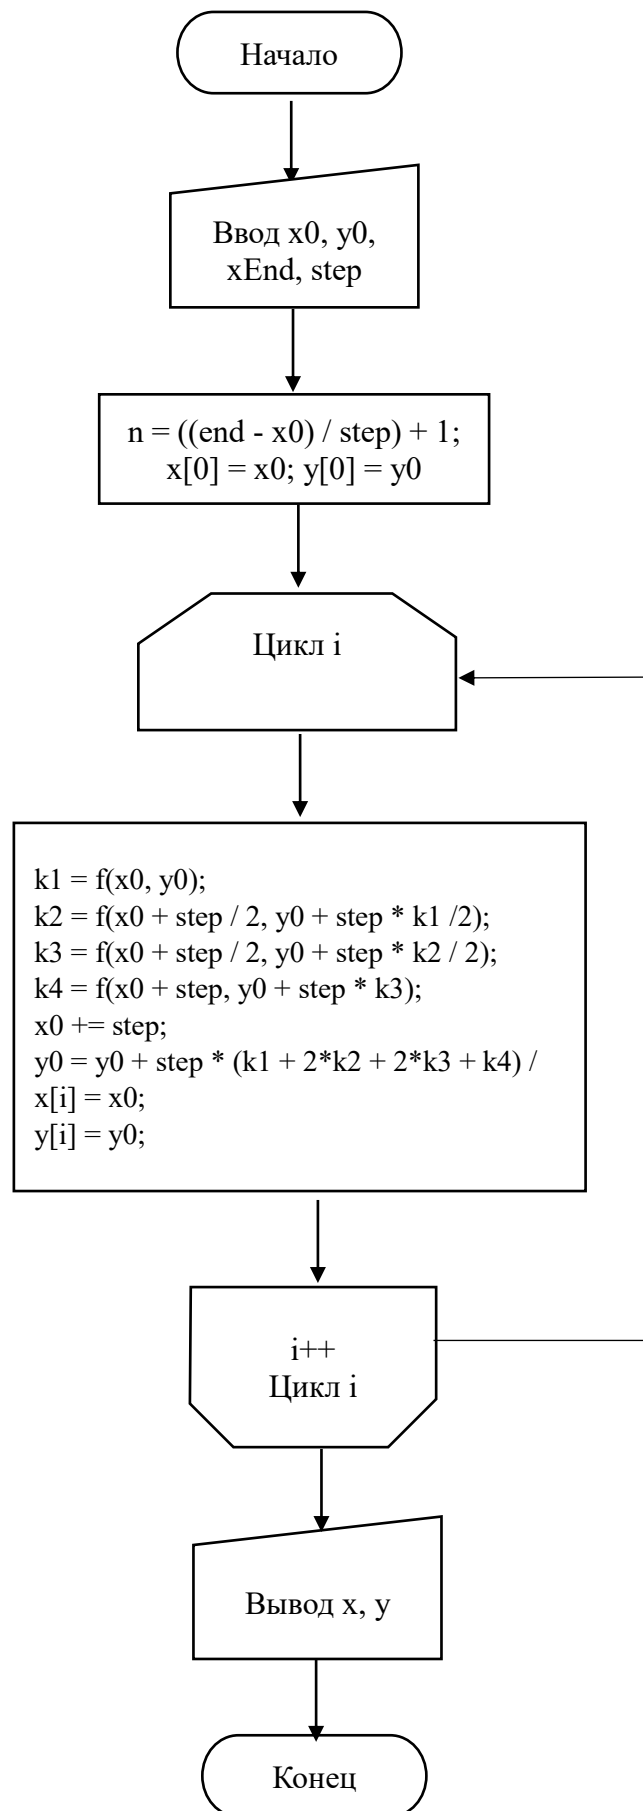 Начало
Ввод x0, y0,
xEnd, step
n = ((end - x0) / step) + 1;
x[0] = x0; y[0] = y0
Цикл i
k1 = f(x0, y0);
k2 = f(x0 + step / 2, y0 + step * k1 /2);
k3 = f(x0 + step / 2, y0 + step * k2 / 2);
k4 = f(x0 + step, y0 + step * k3);
x0 += step;
y0 = y0 + step * (k1 + 2*k2 + 2*k3 + k4) /
x[i] = x0;
y[i] = y0;
i++
Цикл i
Вывод x, y
Конец